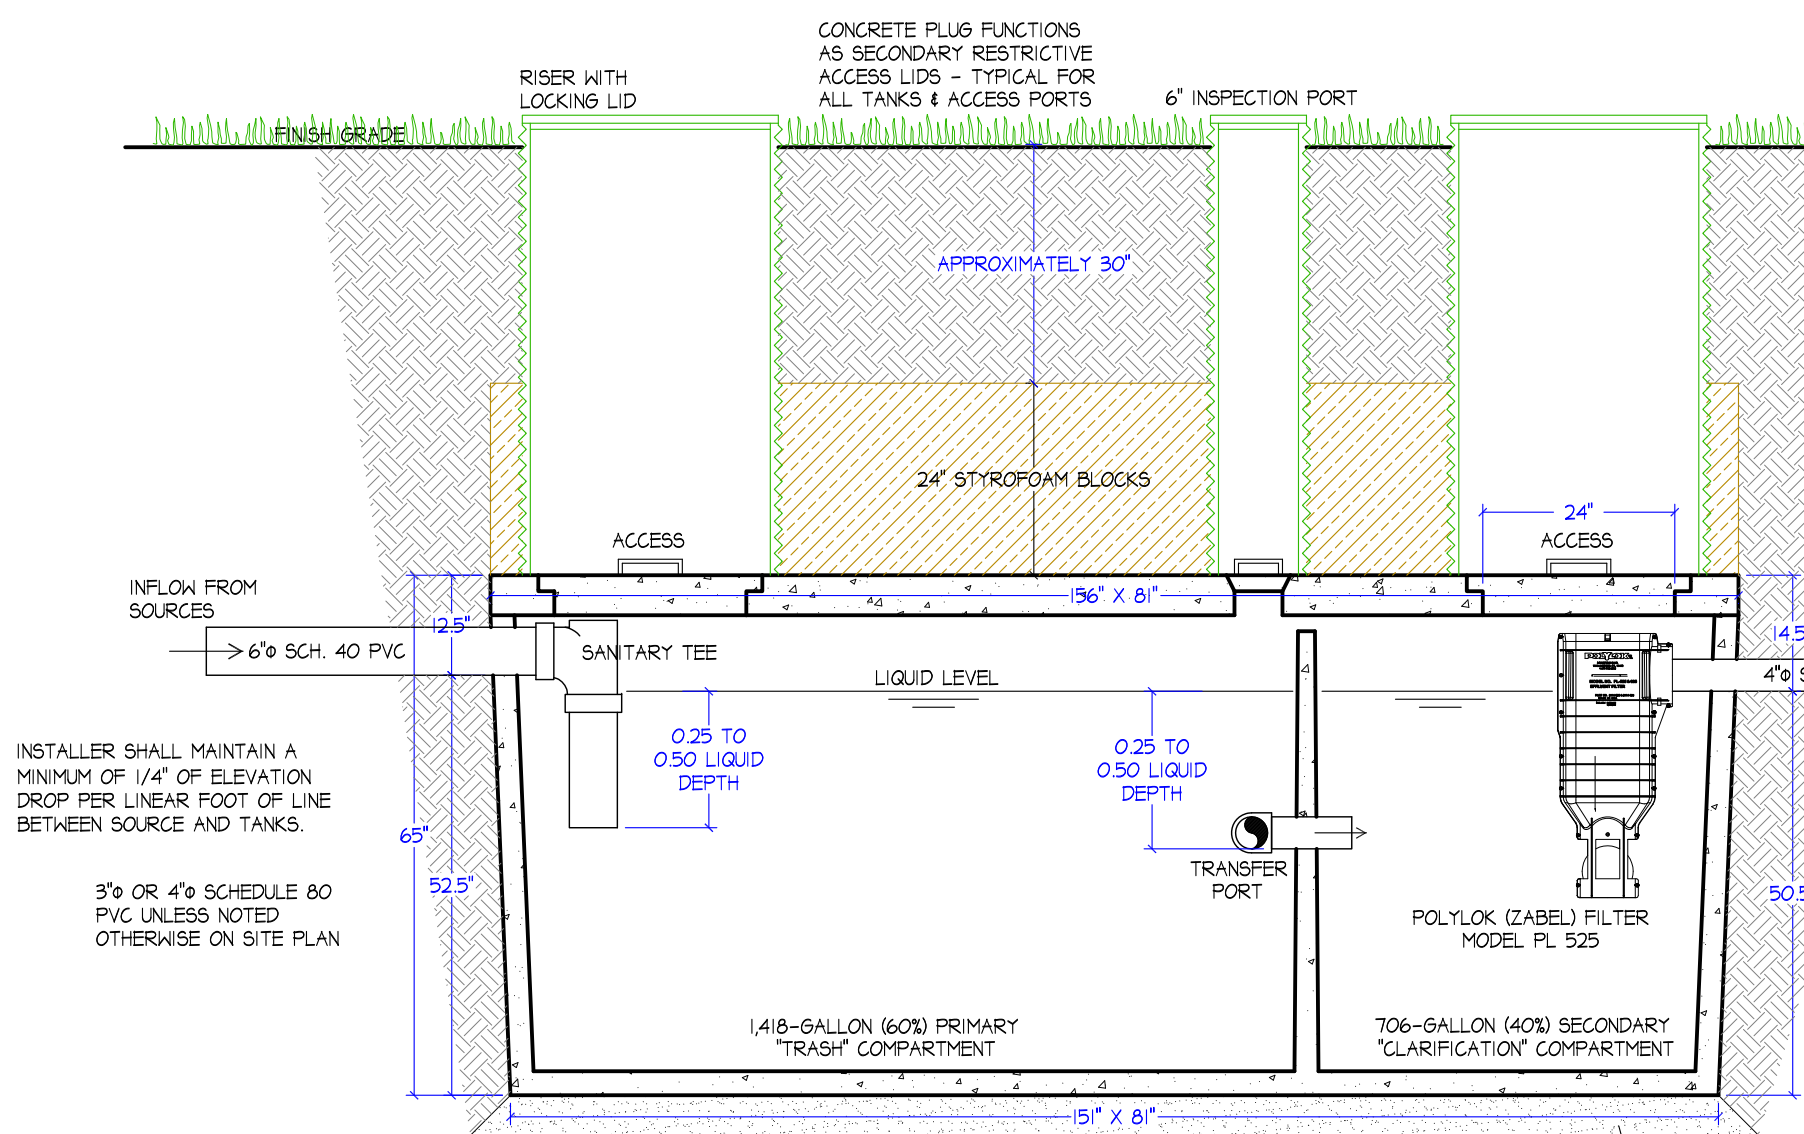 CONCRETE PLUG FUNCTIONS
AS SECONDARY RESTRICTIVE
ACCESS LIDS - TYPICAL FOR
ALL TANKS & ACCESS PORTS
RISER WITH
LOCKING LID
6" INSPECTION PORT
FINISH GRADE
APPROXIMATELY 30"
24" STYROFOAM BLOCKS
24"
ACCESS
ACCESS
INFLOW FROM
SOURCES
156" X 81"
12.5"
14.5
6"Φ SCH. 40 PVC
SANITARY TEE
LIQUID LEVEL
4"Φ S
POLYLOK
0.25 TO
0.50 LIQUID
DEPTH
0.25 TO
0.50 LIQUID
DEPTH
INSTALLER SHALL MAINTAIN A
MINIMUM OF 1/4" OF ELEVATION
DROP PER LINEAR FOOT OF LINE
BETWEEN SOURCE AND TANKS.
65"
TRANSFER
PORT
52.5"
50.5
3"Φ OR 4"Φ SCHEDULE 80
PVC UNLESS NOTED
OTHERWISE ON SITE PLAN
POLYLOK (ZABEL) FILTER
MODEL PL 525
1,418-GALLON (60%) PRIMARY
"TRASH" COMPARTMENT
706-GALLON (40%) SECONDARY
"CLARIFICATION" COMPARTMENT
151" X 81"